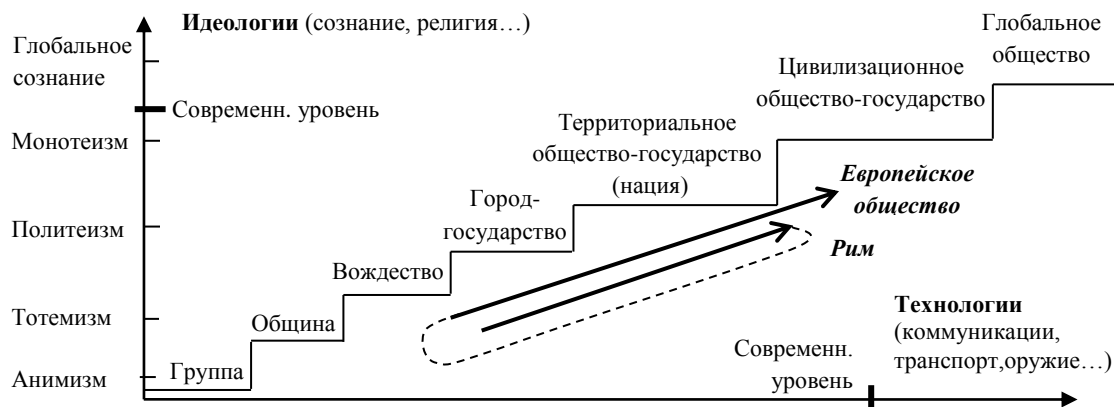 Идеологии (сознание, религия…)
Глобальное
сознание
Современн. уровень
Монотеизм
Политеизм
Тотемизм
Анимизм
Группа
Община
Вождество
Город-
государство
Территориальное
общество-государство
(нация)
Цивилизационное
общество-государство
Глобальное
общество
Европейское
общество
Рим
Технологии
(коммуникации,
транспорт,оружие…)
Современн.
уровень